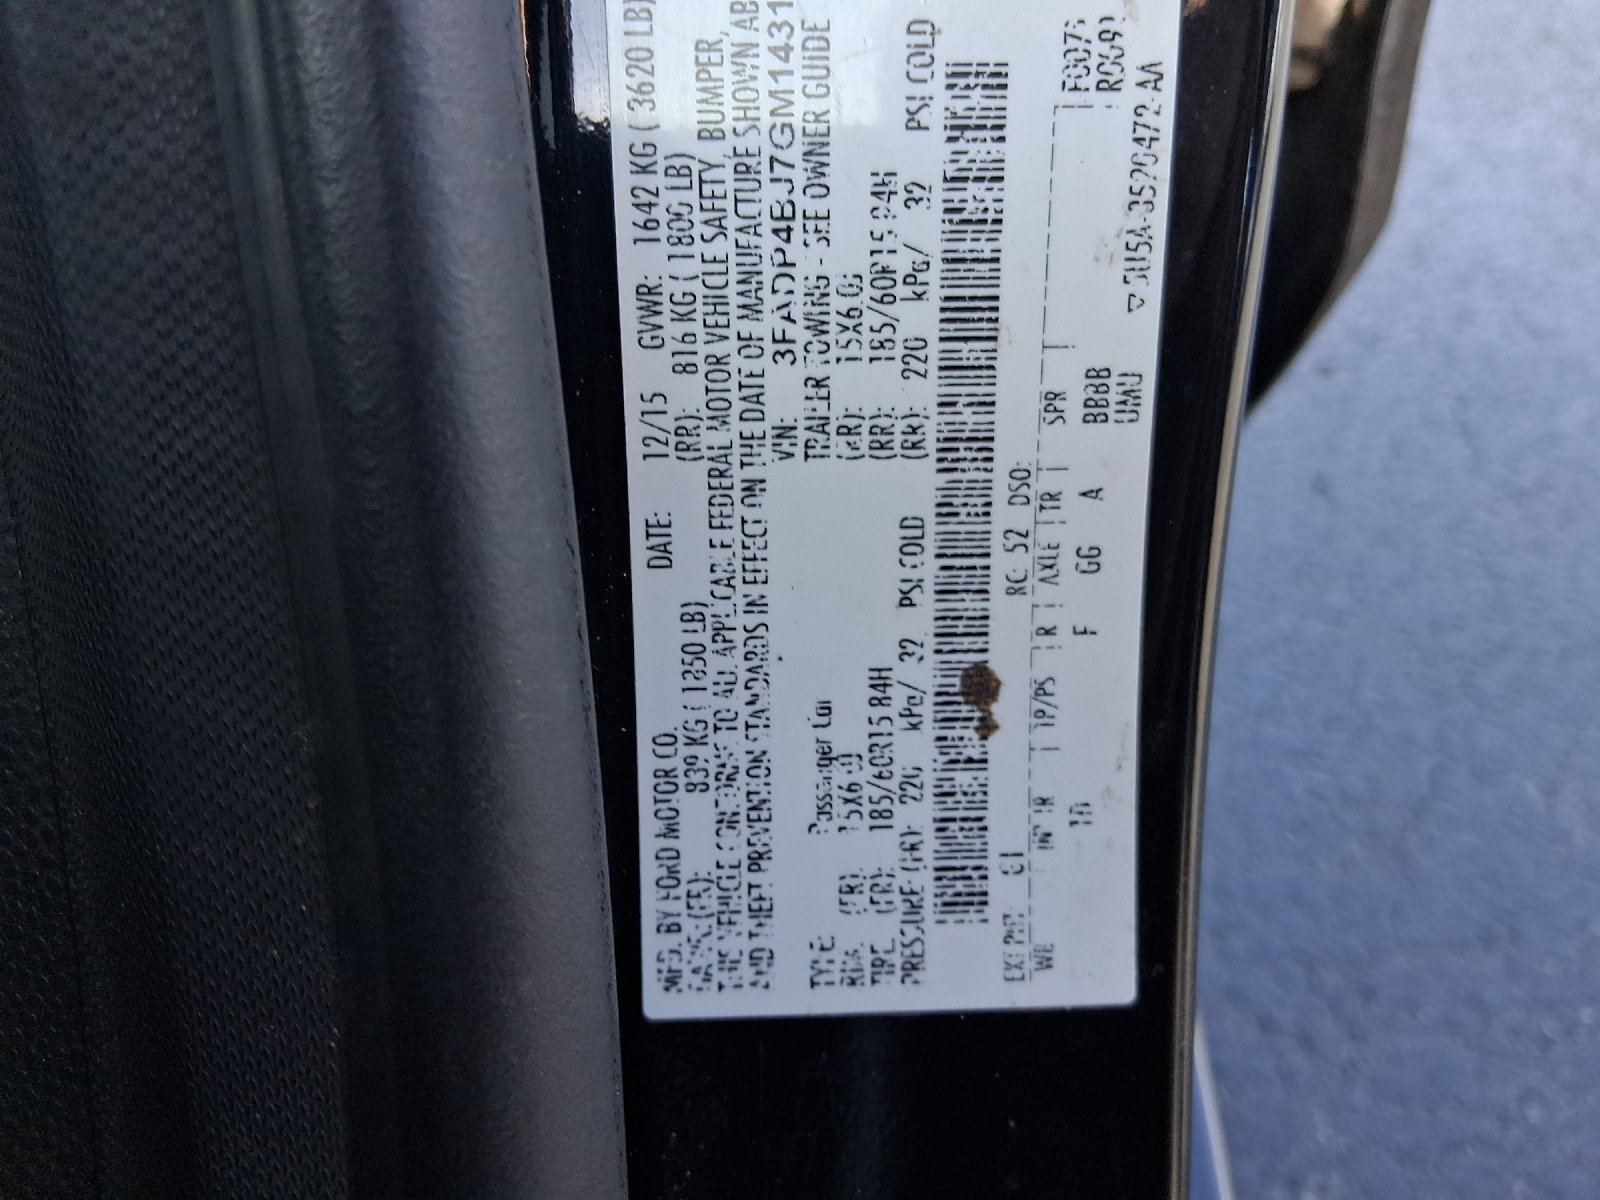 MFD. BY FORD MOTOR CO. DATE: 12/15 GVWR: 1642 KG ( 3620 LB)
839 KG ( 1850 LB) (RR): 816 KG ( 1800 LB)
THIS VEHICLE CONFORMS TO ALL APPLICABLE FEDERAL MOTOR VEHICLE SAFETY, BUMPER,
AND THEFT PREVENTION STANDARDS IN EFFECT ON THE DATE OF MANUFACTURE SHOWN AB
VIN: 3FADP4BJ7GM1431
TYPE: Passenger Car TRAILER TOWING - SEE OWNER GUIDE
RIM: (FR): 15X6.0J (RR): 15X6.0J
TIRE: (FR): 185/60R15 84H (RR): 185/60R15 84H
PRESSURE: (FR): 220 kPa/ 32 PSI COLD (RR): 220 kPa/ 32 PSI COLD
EXT PNT: G1 RC: 52 DSO:
WB INT TR TP/PS R AXLE TR SPR
F GG A BBBB F007
UMU R069
▽5U5A-3520472-AA